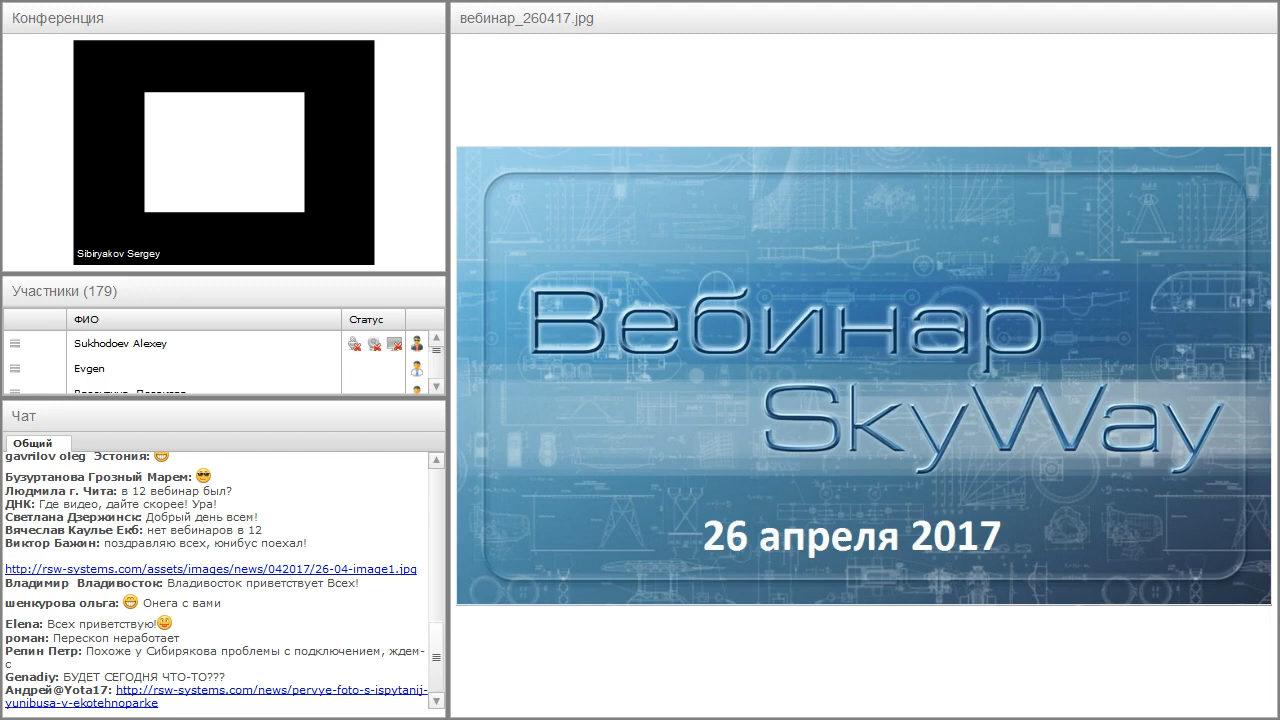 Конференция
Sibiryakov Sergey
Участники (179)
ФИО
Статус
Sukhodoev Alexey
Evgen
Чат
Общий
gavrilov oleg Эстония:
Бузуртанова Грозный Марем:
Людмила г. Чита: в 12 вебинар был?
ДНК: Где видео, дайте скорее! Ура!
Светлана Дзержинск: Добрый день всем!
Вячеслав Каулье Екб: нет вебинаров в 12
Виктор Бажин: поздравляю всех, юнибус поехал!
http://rsw-systems.com/assets/images/news/042017/26-04-image1.jpg
Владимир Владивосток: Владивосток приветствует Всех!
шенкурова ольга: Онега с вами
Elena: Всех приветствую!
роман: Перескоп неработает
Репин Петр: Похоже у Сибирякова проблемы с подключением, ждем-
с
Genadiy: БУДЕТ СЕГОДНЯ ЧТО-ТО???
Андрей@Yota17: http://rsw-systems.com/news/pervye-foto-s-ispytanij-
yunibusa-v-ekotehnoparke
вебинар_260417.jpg
Вебинар
SkyWay
26 апреля 2017